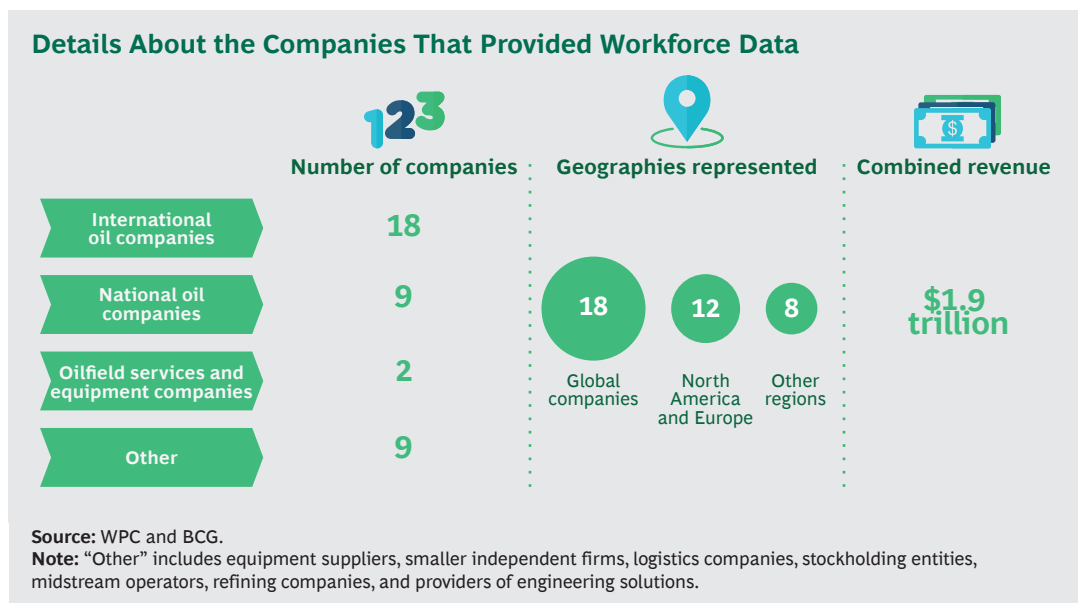 Details About the Companies That Provided Workforce Data
123
Number of companies
Geographies represented
$
Combined revenue
International
oil companies
18
National oil
companies
9
Oilfield services and
equipment companies
2
Other
9
18
12
8
Global
companies
North
America
and Europe
Other
regions
$1.9
trillion
Source: WPC and BCG.
Note: “Other” includes equipment suppliers, smaller independent firms, logistics companies, stockholding entities,
midstream operators, refining companies, and providers of engineering solutions.